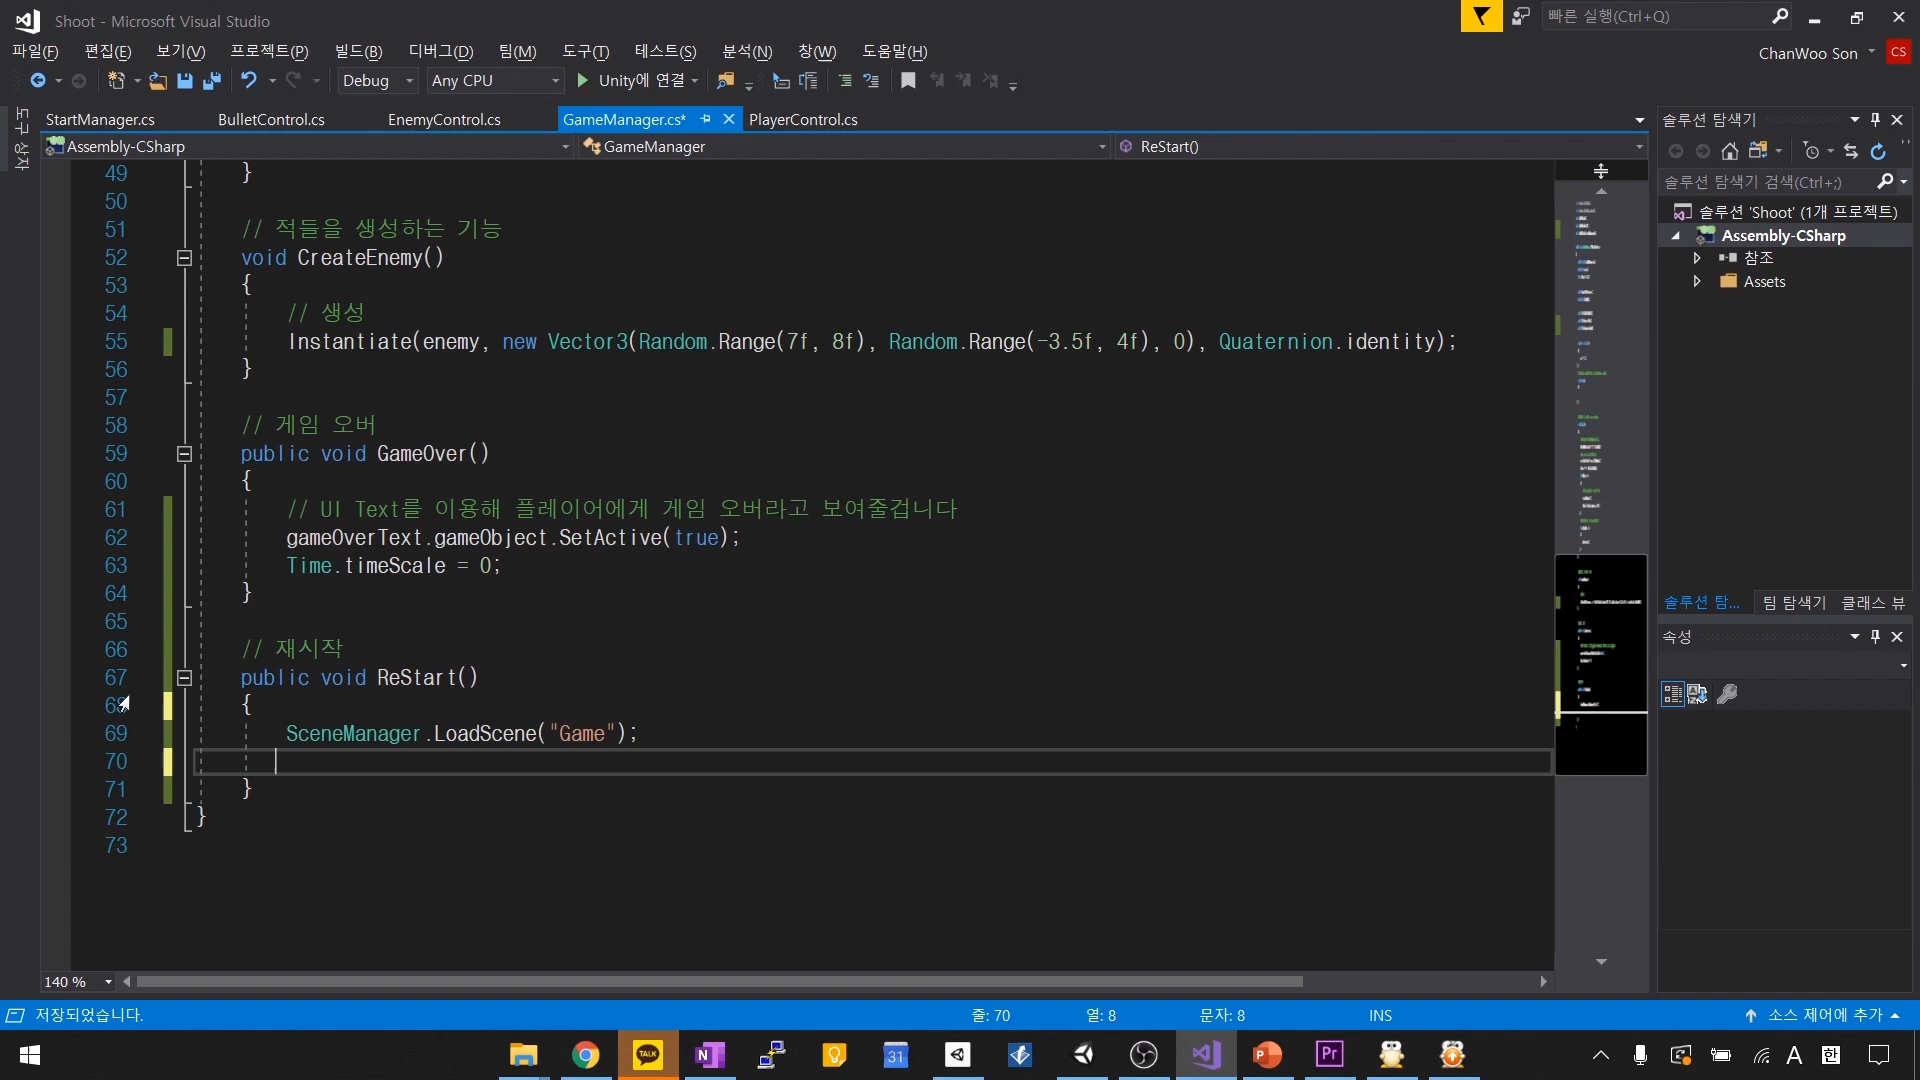 Shoot - Microsoft Visual Studio
빠른 실행(Ctrl+Q)
파일(F) 편집(E) 보기(V) 프로젝트(P) 빌드(B) 디버그(D) 팀(M) 도구(T) 테스트(S) 분석(N) 창(W) 도움말(H)
ChanWoo Son CS
Debug Any CPU Unity에 연결
도구 상자
StartManager.cs BulletControl.cs EnemyControl.cs GameManager.cs* PlayerControl.cs
Assembly-CSharp GameManager ReStart()
49 }
50
51 // 적들을 생성하는 기능
52 void CreateEnemy()
53 {
54 // 생성
55 Instantiate(enemy, new Vector3(Random.Range(7f, 8f), Random.Range(-3.5f, 4f), 0), Quaternion.identity);
56 }
57
58 // 게임 오버
59 public void GameOver()
60 {
61 // UI Text를 이용해 플레이어에게 게임 오버라고 보여줄겁니다
62 gameOverText.gameObject.SetActive(true);
63 Time.timeScale = 0;
64 }
65
66 // 재시작
67 public void ReStart()
68 {
69 SceneManager.LoadScene("Game");
70
71 }
72 }
73
140 %
솔루션 탐색기
솔루션 탐색기 검색(Ctrl+;)
솔루션 'Shoot' (1개 프로젝트)
Assembly-CSharp
참조
Assets
솔루션 탐... 팀 탐색기 클래스 뷰
속성
저장되었습니다. 줄: 70 열: 8 문자: 8 INS 소스 제어에 추가
TALK N 31 P Pr A 한